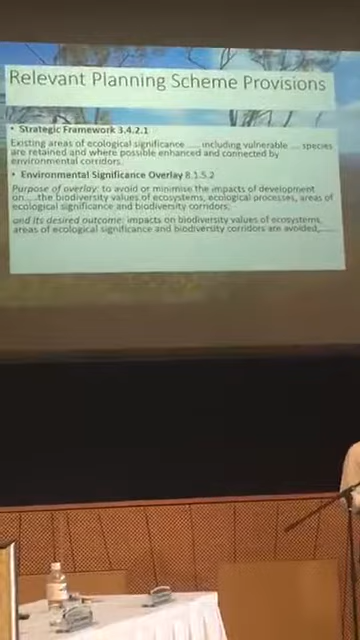 Relevant Planning Scheme Provisions
• Strategic Framework 3.4.2.1
Existing areas of ecological significance ..... including vulnerable .... species
are retained and where possible enhanced and connected by
environmental corridors.
• Environmental Significance Overlay 8.1.5.2
Purpose of overlay: to avoid or minimise the impacts of development
on.....the biodiversity values of ecosystems, ecological processes, areas of
ecological significance and biodiversity corridors;
and its desired outcome: impacts on biodiversity values of ecosystems,
areas of ecological significance and biodiversity corridors are avoided,......